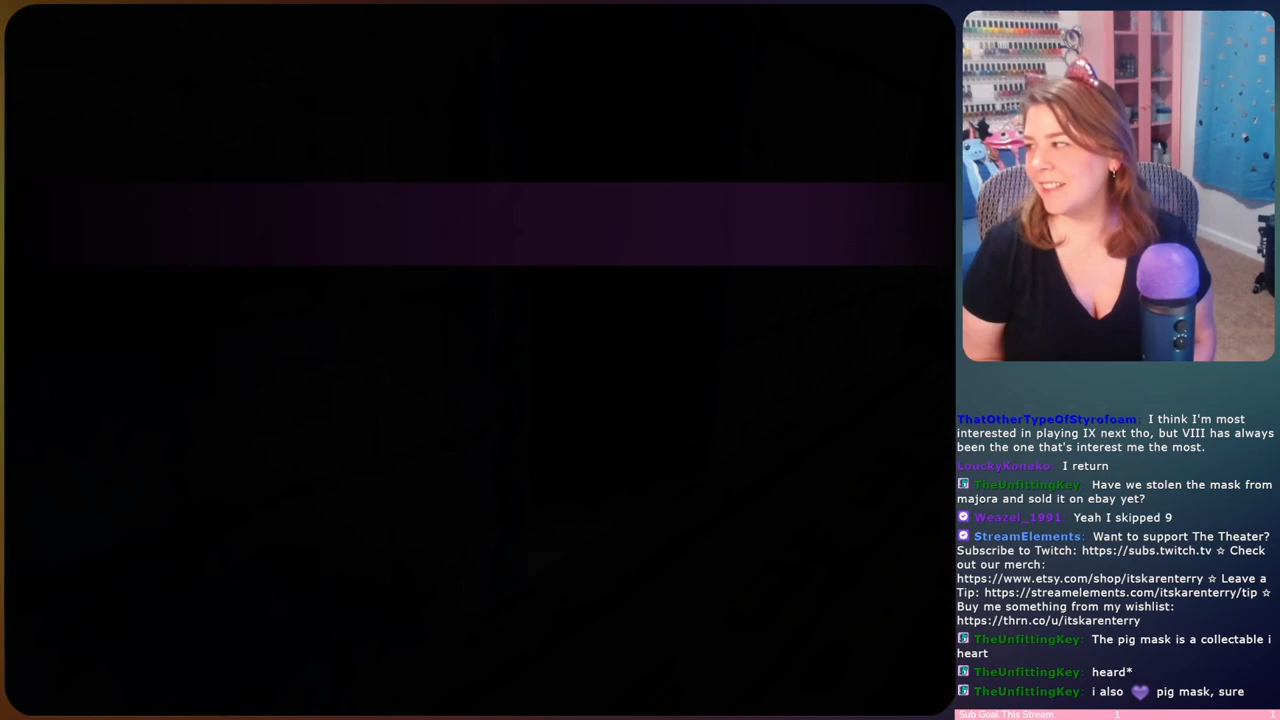 ThatOtherTypeOfStyrofoam: I think I'm most
interested in playing IX next tho, but VIII has always
been the one that's interest me the most.
LouckyKoneko: I return
TheUnfittingKey: Have we stolen the mask from
majora and sold it on ebay yet?
Weazel_1991: Yeah I skipped 9
StreamElements: Want to support The Theater?
Subscribe to Twitch: https://subs.twitch.tv ☆ Check
out our merch:
https://www.etsy.com/shop/itskarenterry ☆ Leave a
Tip: https://streamelements.com/itskarenterry/tip ☆
Buy me something from my wishlist:
https://thrn.co/u/itskarenterry
TheUnfittingKey: The pig mask is a collectable i
heart
TheUnfittingKey: heard*
TheUnfittingKey: i also 💜 pig mask, sure
Sub Goal This Stream 1 1